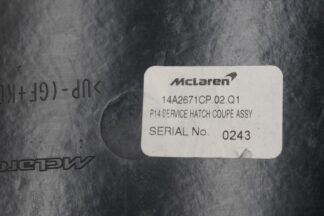 McLaren
14A2671CP.02.Q1
P14 SERVICE HATCH COUPE ASSY
SERIAL No. 0243
>UP-(GF+
McLaren